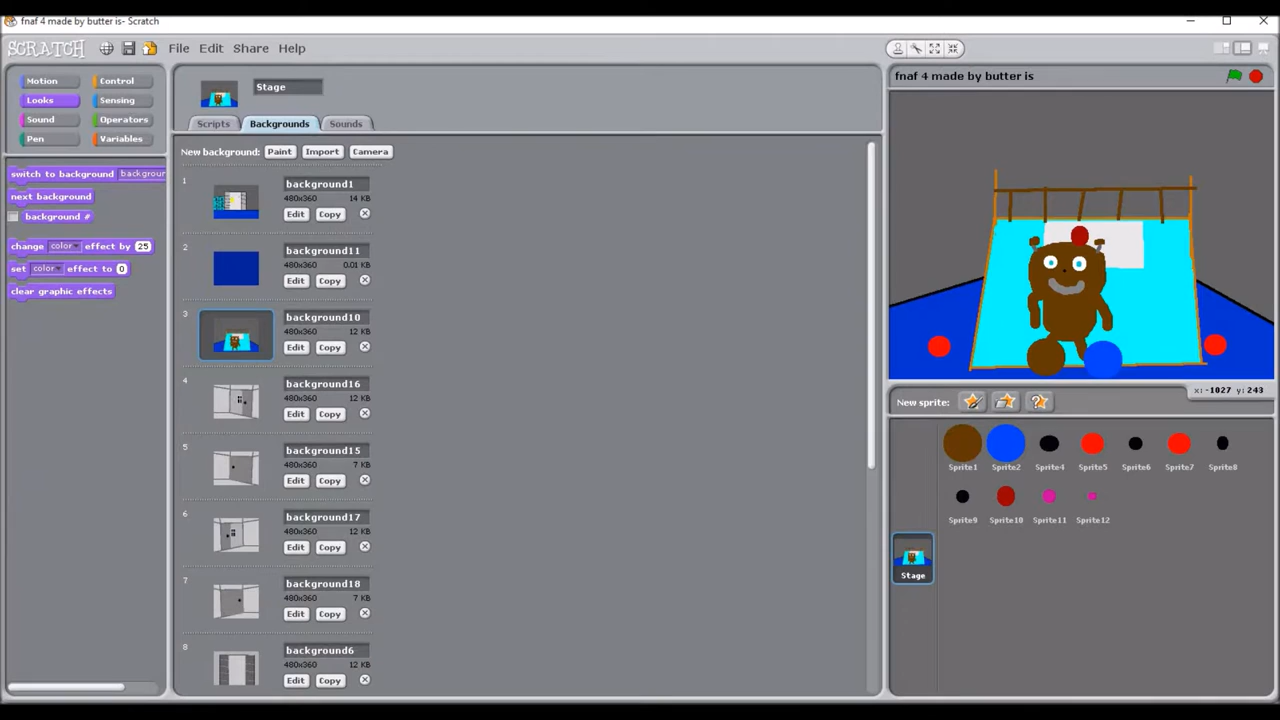 fnaf 4 made by butter is- Scratch
SCRATCH File Edit Share Help
Motion Control
Looks Sensing
Sound Operators
Pen Variables
switch to background
next background
background #
change color effect by 25
set color effect to 0
clear graphic effects
Stage
Scripts Backgrounds Sounds
New background: Paint Import Camera
1 background1
480x360 14 KB
Edit Copy
2 background11
480x360 0.01 KB
Edit Copy
3 background10
480x360 12 KB
Edit Copy
4 background16
480x360 12 KB
Edit Copy
5 background15
480x360 7 KB
Edit Copy
6 background17
480x360 12 KB
Edit Copy
7 background18
480x360 7 KB
Edit Copy
8 background6
480x360 12 KB
Edit Copy
fnaf 4 made by butter is
x: -1027 y: 243
New sprite:
Sprite1 Sprite2 Sprite4 Sprite5 Sprite6 Sprite7 Sprite8
Sprite9 Sprite10 Sprite11 Sprite12
Stage